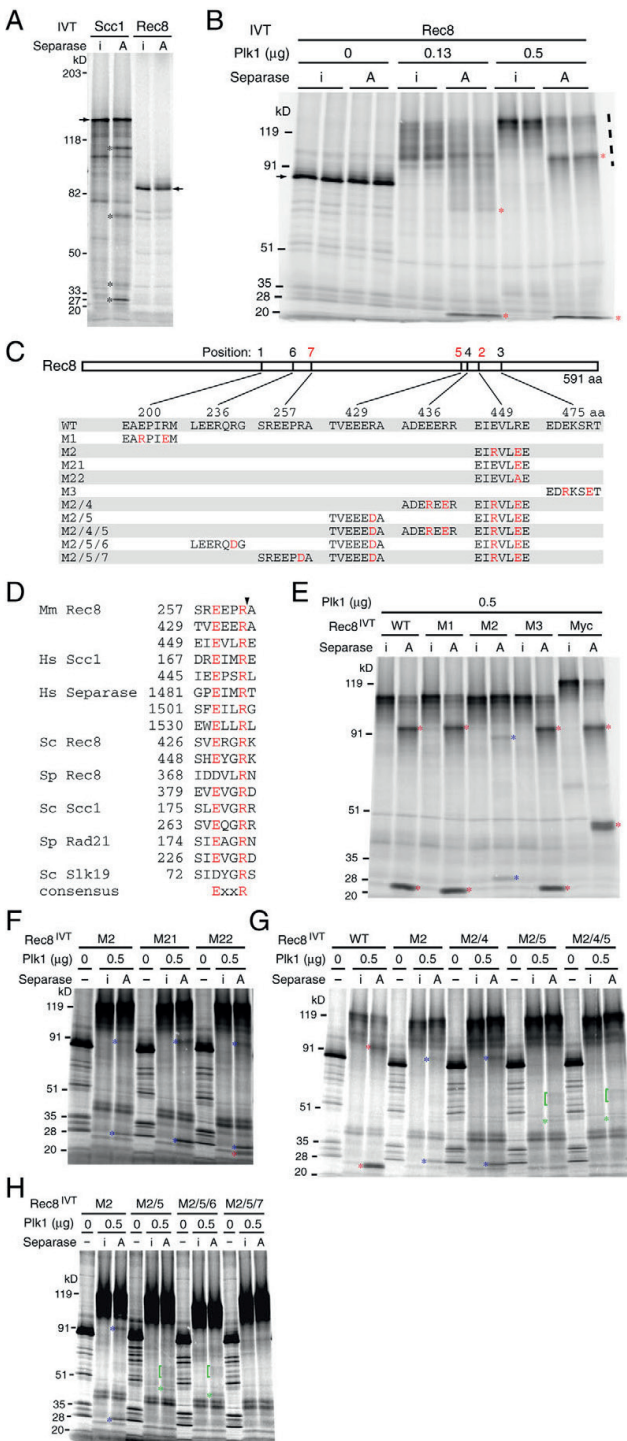 A
IVT Scc1 Rec8
Separase i A i A
kD
203
118
82
50
33
27
16
B
IVT Rec8
Plk1 (μg) 0 0.13 0.5
Separase i A i A i A
kD
119
91
51
35
28
20
C
Position: 1 6 7 5 4 2 3
Rec8
591 aa
200 236 257 429 436 449 475 aa
WT EAEPIRM LEERQRG SREEPRA TVEEERA ADEEERR EIEVLRE EDEKSRT
M1 EARPIEM
M2 EIRVLEE
M21 EIEVLEE
M22 EIEVLAE
M3 EDRKSET
M2/4 ADEREER EIRVLEE
M2/5 TVEEEDA EIRVLEE
M2/4/5 TVEEEDA ADEREER EIRVLEE
M2/5/6 LEERQDG TVEEEDA EIRVLEE
M2/5/7 SREEPDA TVEEEDA EIRVLEE
D
Mm Rec8 257 SREEPRA
429 TVEEERA
449 EIEVLRE
Hs Scc1 167 DREIMRE
445 IEEPSRL
Hs Separase 1481 GPEIMRT
1501 SFEILRG
1530 EWELLRL
Sc Rec8 426 SVERGRK
448 SHEYGRK
Sp Rec8 368 IDDVLRN
379 EVEVGRD
Sc Scc1 175 SLEVGRR
263 SVEQGRR
Sp Rad21 174 SIEAGRN
226 SIEVGRD
Sc Slk19 72 SIDYGRS
consensus ExxR
E
Plk1 (μg) 0.5
Rec8IVT WT M1 M2 M3 Myc
Separase i A i A i A i A i A
kD
119
91
51
35
28
20
F
Rec8 IVT M2 M21 M22
Plk1 (μg) 0 0.5 0 0.5 0 0.5
Separase – i A – i A – i A
kD
119
91
51
35
28
20
G
Rec8 IVT WT M2 M2/4 M2/5 M2/4/5
Plk1 (μg) 0 0.5 0 0.5 0 0.5 0 0.5 0 0.5
Separase – i A – i A – i A – i A – i A
kD
119
91
51
35
28
20
H
Rec8 IVT M2 M2/5 M2/5/6 M2/5/7
Plk1 (μg) 0 0.5 0 0.5 0 0.5 0 0.5
Separase – i A – i A – i A – i A
kD
119
91
51
35
28
20